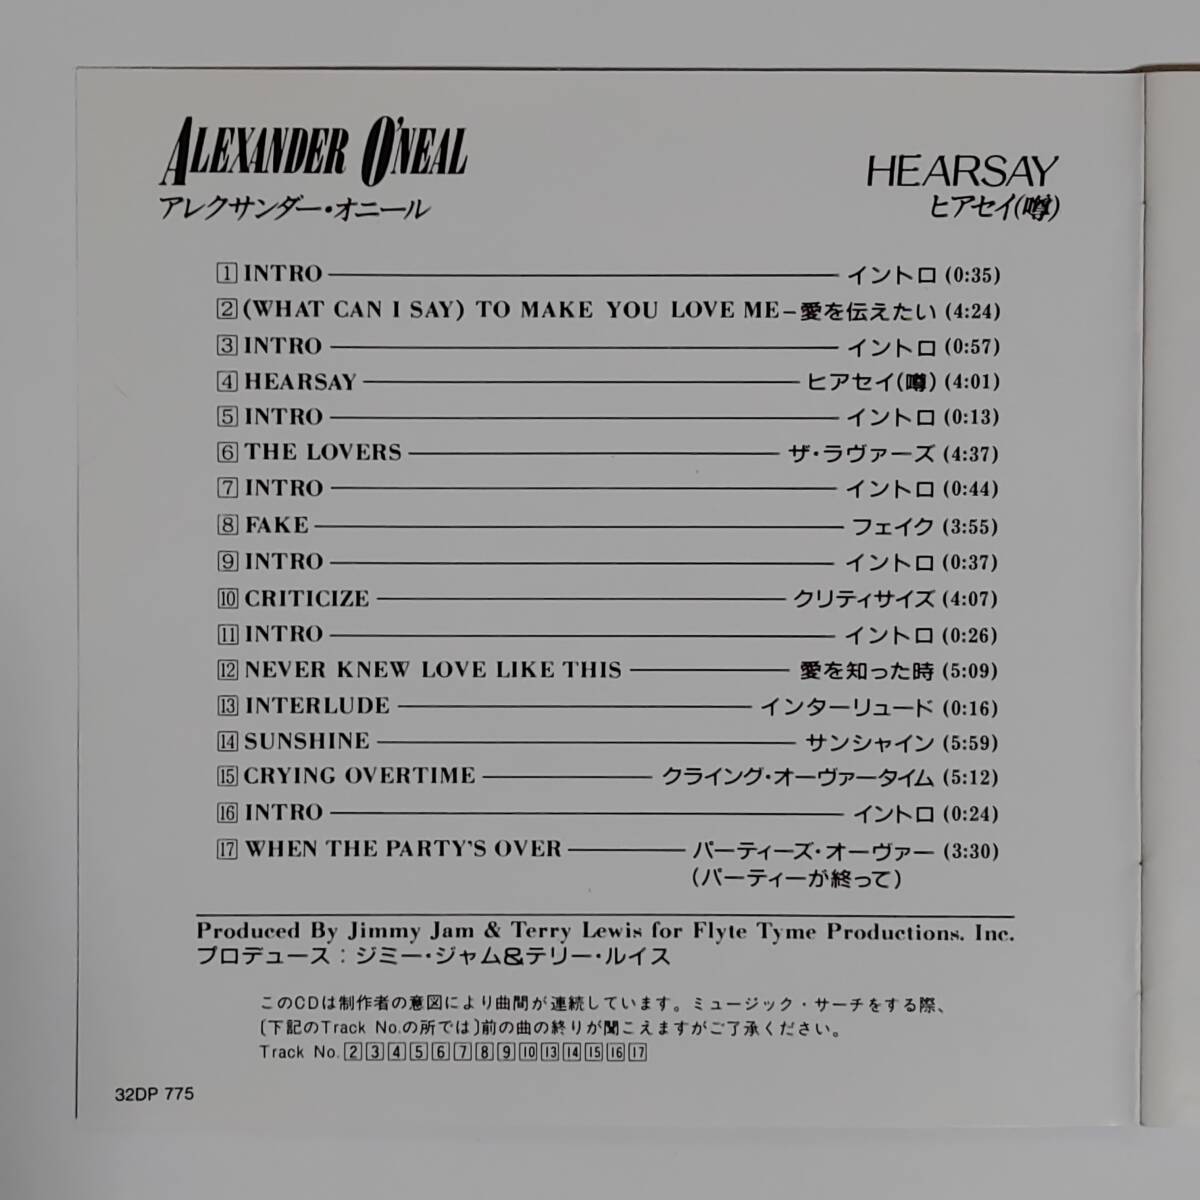 ALEXANDER O'NEAL
アレクサンダー・オニール
HEARSAY
ヒアセイ(噂)
1 INTRO イントロ (0:35)
2 (WHAT CAN I SAY) TO MAKE YOU LOVE ME – 愛を伝えたい (4:24)
3 INTRO イントロ (0:57)
4 HEARSAY ヒアセイ(噂) (4:01)
5 INTRO イントロ (0:13)
6 THE LOVERS ザ・ラヴァーズ (4:37)
7 INTRO イントロ (0:44)
8 FAKE フェイク (3:55)
9 INTRO イントロ (0:37)
10 CRITICIZE クリティサイズ (4:07)
11 INTRO イントロ (0:26)
12 NEVER KNEW LOVE LIKE THIS 愛を知った時 (5:09)
13 INTERLUDE インターリュード (0:16)
14 SUNSHINE サンシャイン (5:59)
15 CRYING OVERTIME クライング・オーヴァータイム (5:12)
16 INTRO イントロ (0:24)
17 WHEN THE PARTY'S OVER パーティーズ・オーヴァー (3:30)
(パーティーが終って)
Produced By Jimmy Jam & Terry Lewis for Flyte Tyme Productions. Inc.
プロデュース：ジミー・ジャム&テリー・ルイス
このCDは制作者の意図により曲間が連続しています。ミュージック・サーチをする際、
〔下記のTrack No.の所では〕前の曲の終りが聞こえますがご了承ください。
Track No. 2 3 4 5 6 7 8 9 10 13 14 15 16 17
32DP 775